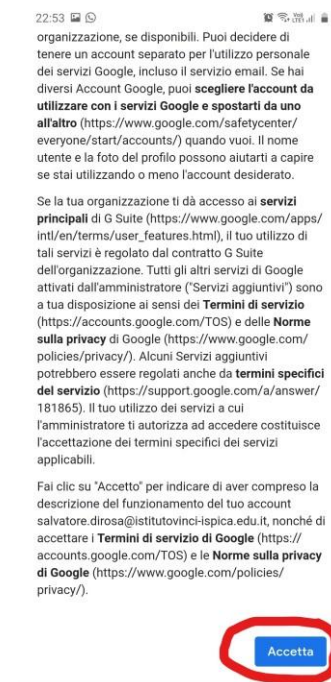 22:53
organizzazione, se disponibili. Puoi decidere di
tenere un account separato per l'utilizzo personale
dei servizi Google, incluso il servizio email. Se hai
diversi Account Google, puoi scegliere l'account da
utilizzare con i servizi Google e spostarti da uno
all'altro (https://www.google.com/safetycenter/
everyone/start/accounts/) quando vuoi. Il nome
utente e la foto del profilo possono aiutarti a capire
se stai utilizzando o meno l'account desiderato.
Se la tua organizzazione ti dà accesso ai servizi
principali di G Suite (https://www.google.com/apps/
intl/en/terms/user_features.html), il tuo utilizzo di
tali servizi è regolato dal contratto G Suite
dell'organizzazione. Tutti gli altri servizi di Google
attivati dall'amministratore ("Servizi aggiuntivi") sono
a tua disposizione ai sensi dei Termini di servizio
(https://accounts.google.com/TOS) e delle Norme
sulla privacy di Google (https://www.google.com/
policies/privacy/). Alcuni Servizi aggiuntivi
potrebbero essere regolati anche da termini specifici
del servizio (https://support.google.com/a/answer/
181865). Il tuo utilizzo dei servizi a cui
l'amministratore ti autorizza ad accedere costituisce
l'accettazione dei termini specifici dei servizi
applicabili.
Fai clic su "Accetto" per indicare di aver compreso la
descrizione del funzionamento del tuo account
salvatore.dirosa@istitutovinci-ispica.edu.it, nonché di
accettare i Termini di servizio di Google (https://
accounts.google.com/TOS) e le Norme sulla privacy
di Google (https://www.google.com/policies/
privacy/).
Accetta